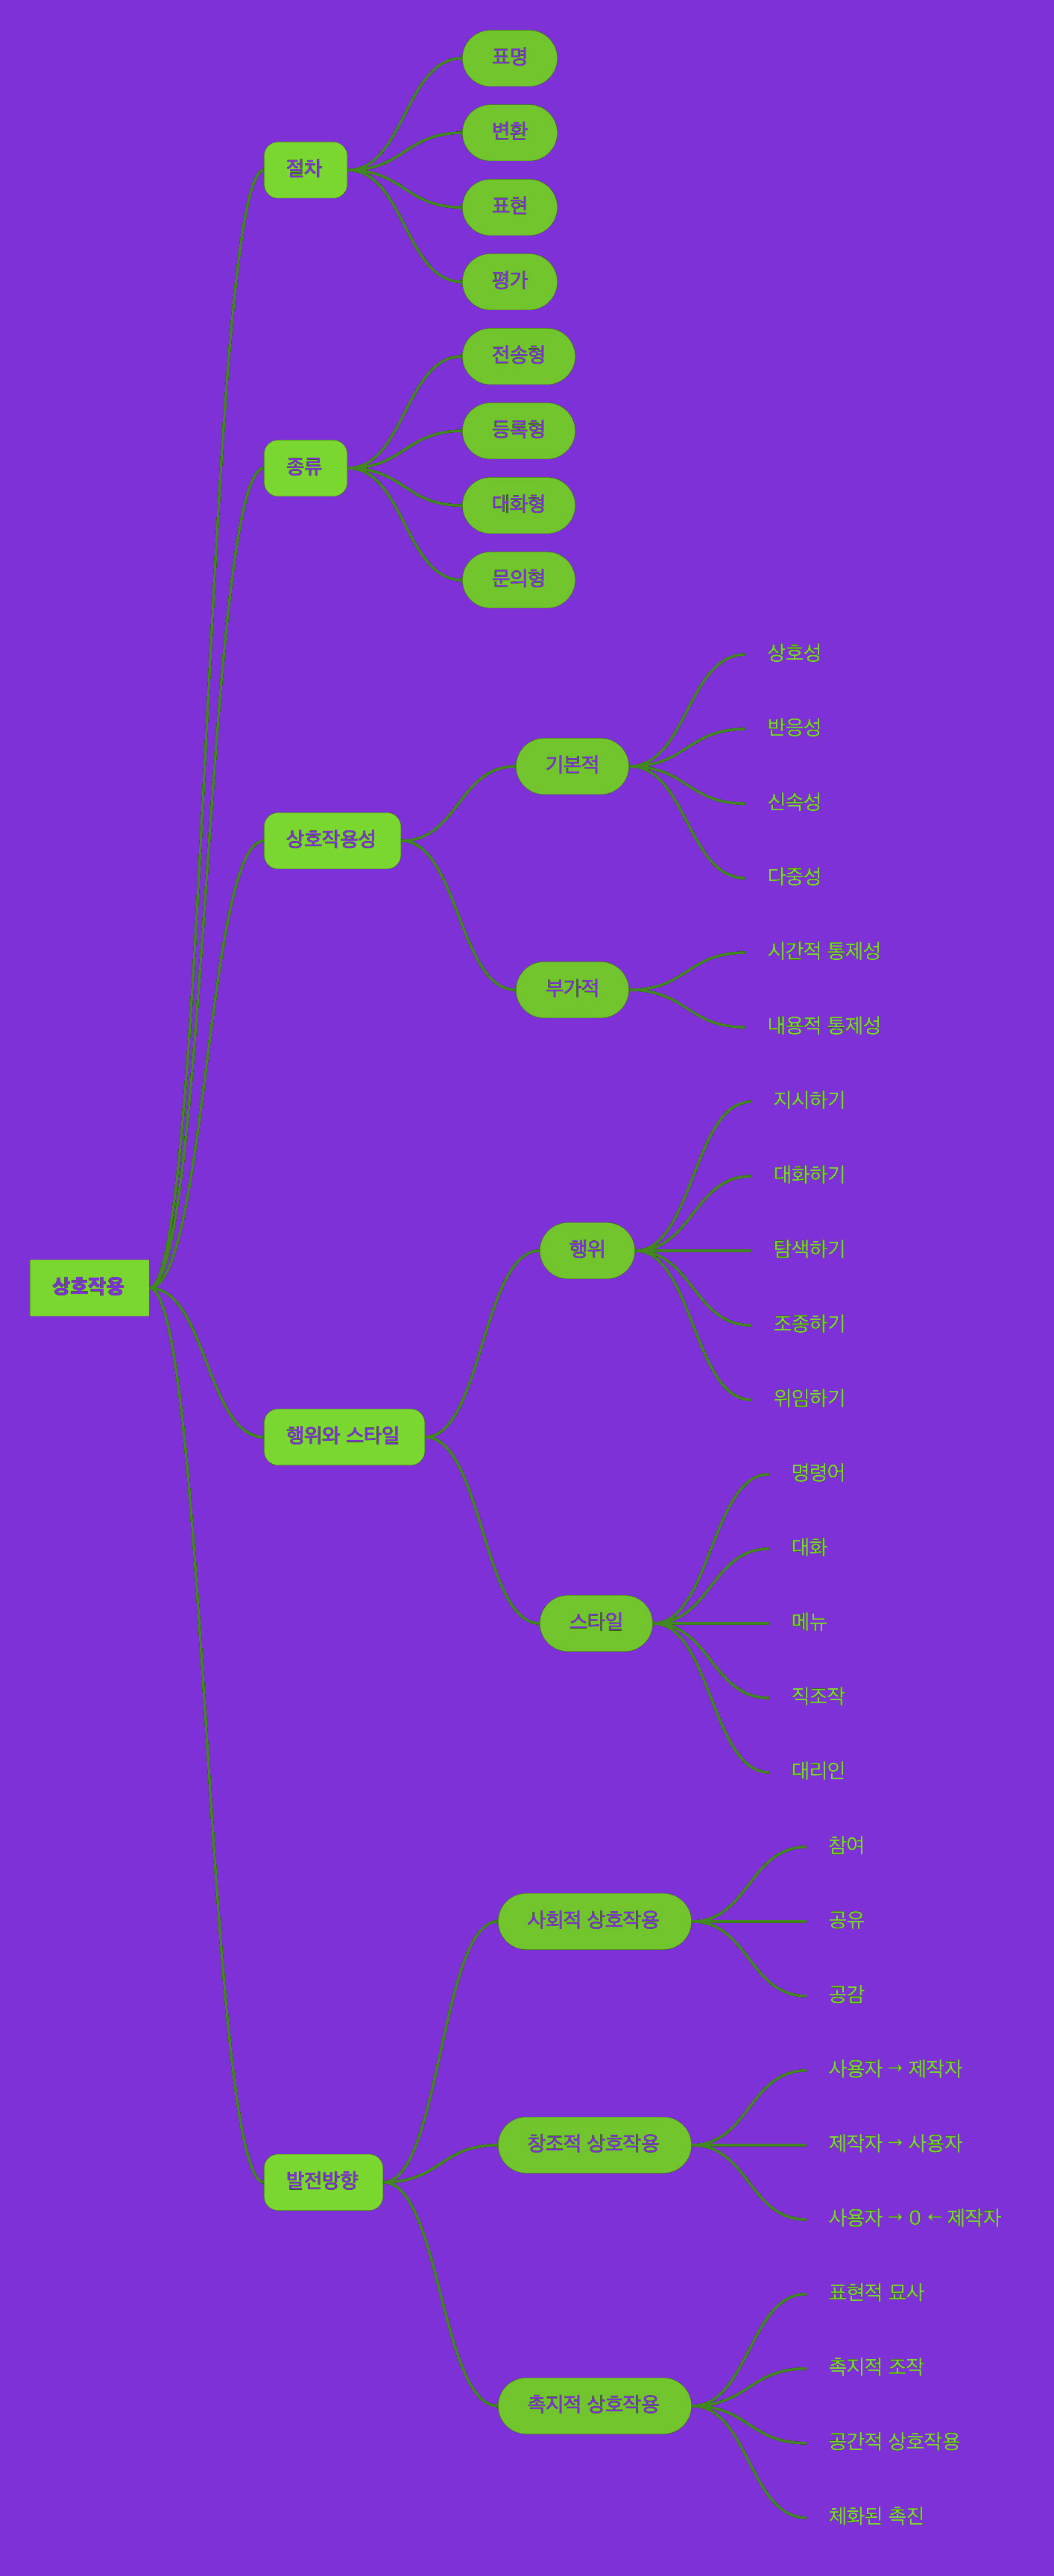 상호작용
절차
표명
변환
표현
평가
종류
전송형
등록형
대화형
문의형
상호작용성
기본적
상호성
반응성
신속성
다중성
부가적
시간적 통제성
내용적 통제성
행위와 스타일
행위
지시하기
대화하기
탐색하기
조종하기
위임하기
스타일
명령어
대화
메뉴
직조작
대리인
발전방향
사회적 상호작용
참여
공유
공감
창조적 상호작용
사용자 → 제작자
제작자 → 사용자
사용자 → 0 ← 제작자
촉지적 상호작용
표현적 묘사
촉지적 조작
공간적 상호작용
체화된 촉진